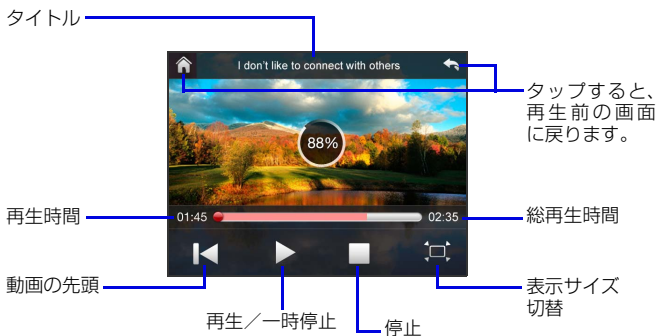 タイトル
I don't like to connect with others
タップすると、
再生前の画面
に戻ります。
88%
再生時間
01:45
02:35
総再生時間
動画の先頭
再生／一時停止
停止
表示サイズ
切替